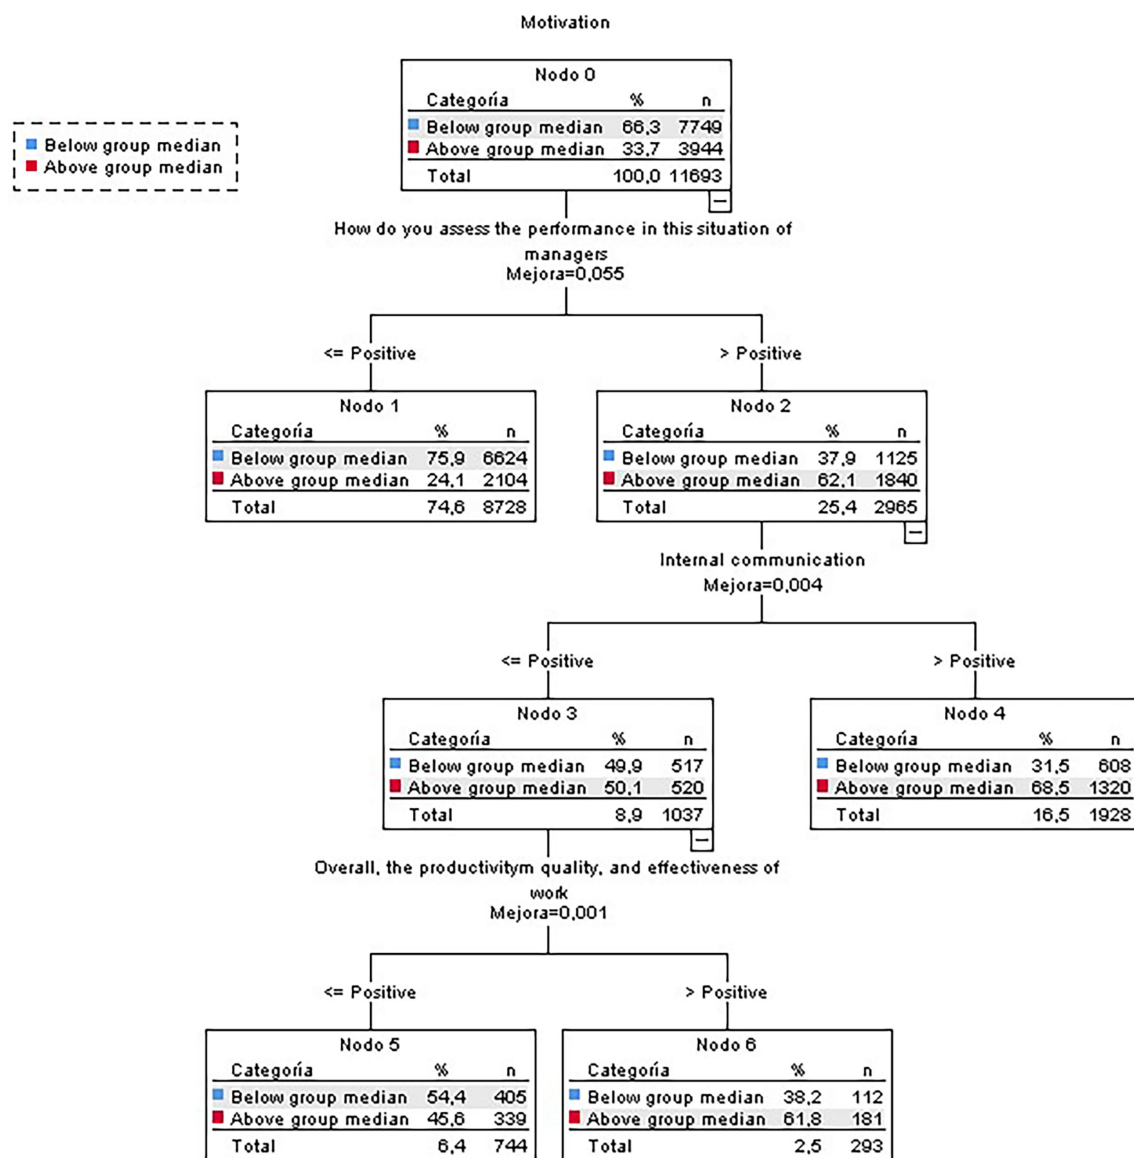 Motivation
Below group median
Above group median
Nodo 0
Categoría % n
Below group median 66,3 7749
Above group median 33,7 3944
Total 100,0 11693
How do you assess the performance in this situation of
managers
Mejora=0,055
<= Positive
> Positive
Nodo 1
Categoría % n
Below group median 75,9 6624
Above group median 24,1 2104
Total 74,6 8728
Nodo 2
Categoría % n
Below group median 37,9 1125
Above group median 62,1 1840
Total 25,4 2965
Internal communication
Mejora=0,004
<= Positive
> Positive
Nodo 3
Categoría % n
Below group median 49,9 517
Above group median 50,1 520
Total 8,9 1037
Nodo 4
Categoría % n
Below group median 31,5 608
Above group median 68,5 1320
Total 16,5 1928
Overall, the productivitym quality, and effectiveness of
work
Mejora=0,001
<= Positive
> Positive
Nodo 5
Categoría % n
Below group median 54,4 405
Above group median 45,6 339
Total 6,4 744
Nodo 6
Categoría % n
Below group median 38,2 112
Above group median 61,8 181
Total 2,5 293